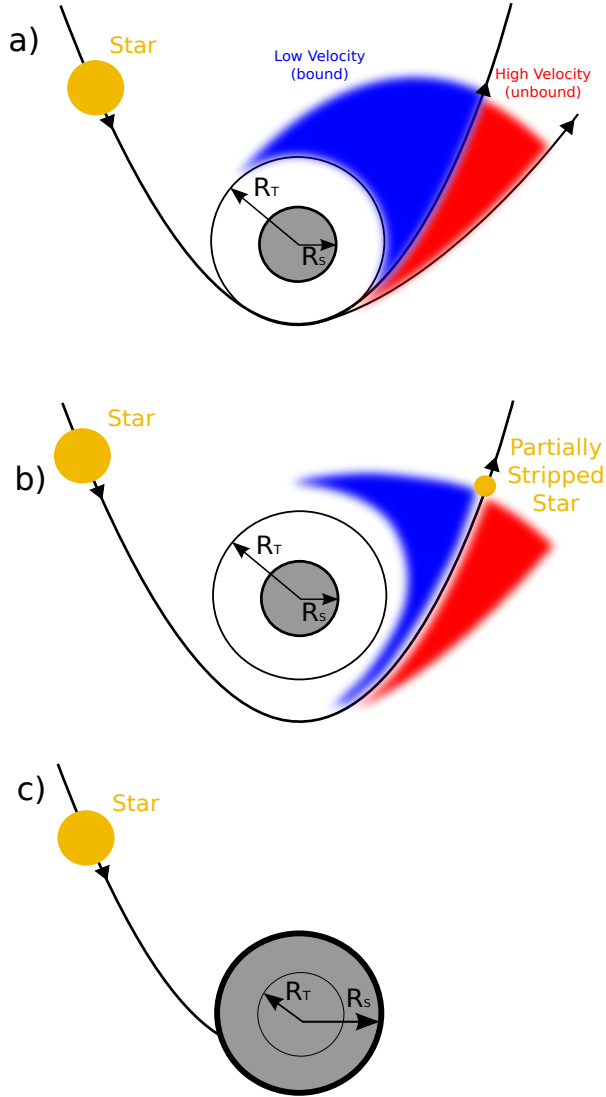 a)
Star
Low Velocity
(bound)
High Velocity
(unbound)
RT
RS
b)
Star
Partially
Stripped
Star
RT
RS
c)
Star
RT
RS